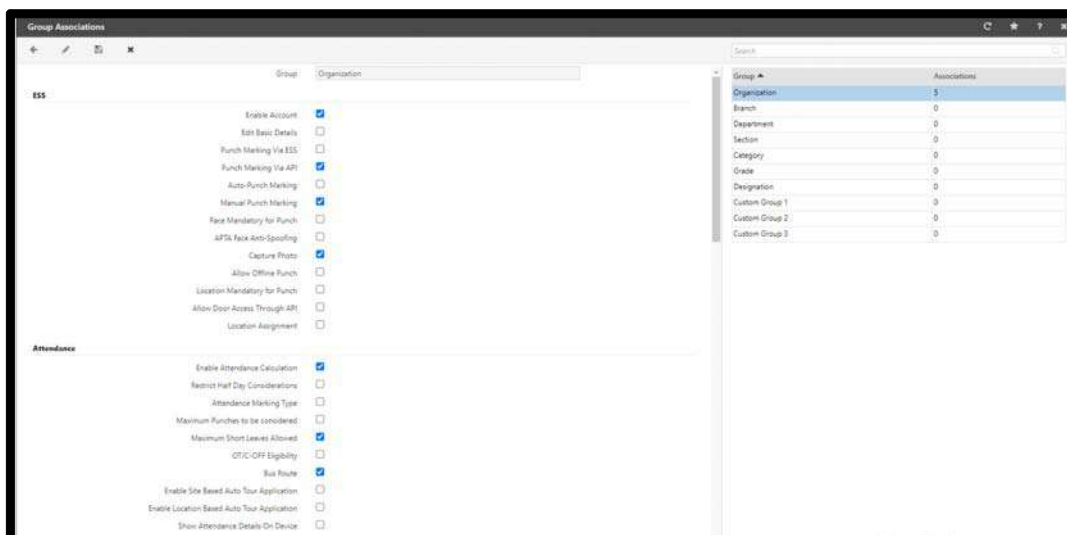 Group Associations
Search
Group Organization
ESS
Enable Account
Edit Basic Details
Punch Marking Via ESS
Punch Marking Via API
Auto-Punch Marking
Manual Punch Marking
Face Mandatory for Punch
APTA Face Anti-Spoofing
Capture Photo
Allow Offline Punch
Location Mandatory for Punch
Allow Door Access Through API
Location Assignment
Attendance
Enable Attendance Calculation
Restrict Half Day Considerations
Attendance Marking Type
Maximum Punches to be considered
Maximum Short Leaves Allowed
OT/C-OFF Eligibility
Bus Route
Enable Site Based Auto Tour Application
Enable Location Based Auto Tour Application
Show Attendance Details On Device
Group Associations
Organization 5
Branch 0
Department 0
Section 0
Category 0
Grade 0
Designation 0
Custom Group 1 0
Custom Group 2 0
Custom Group 3 0